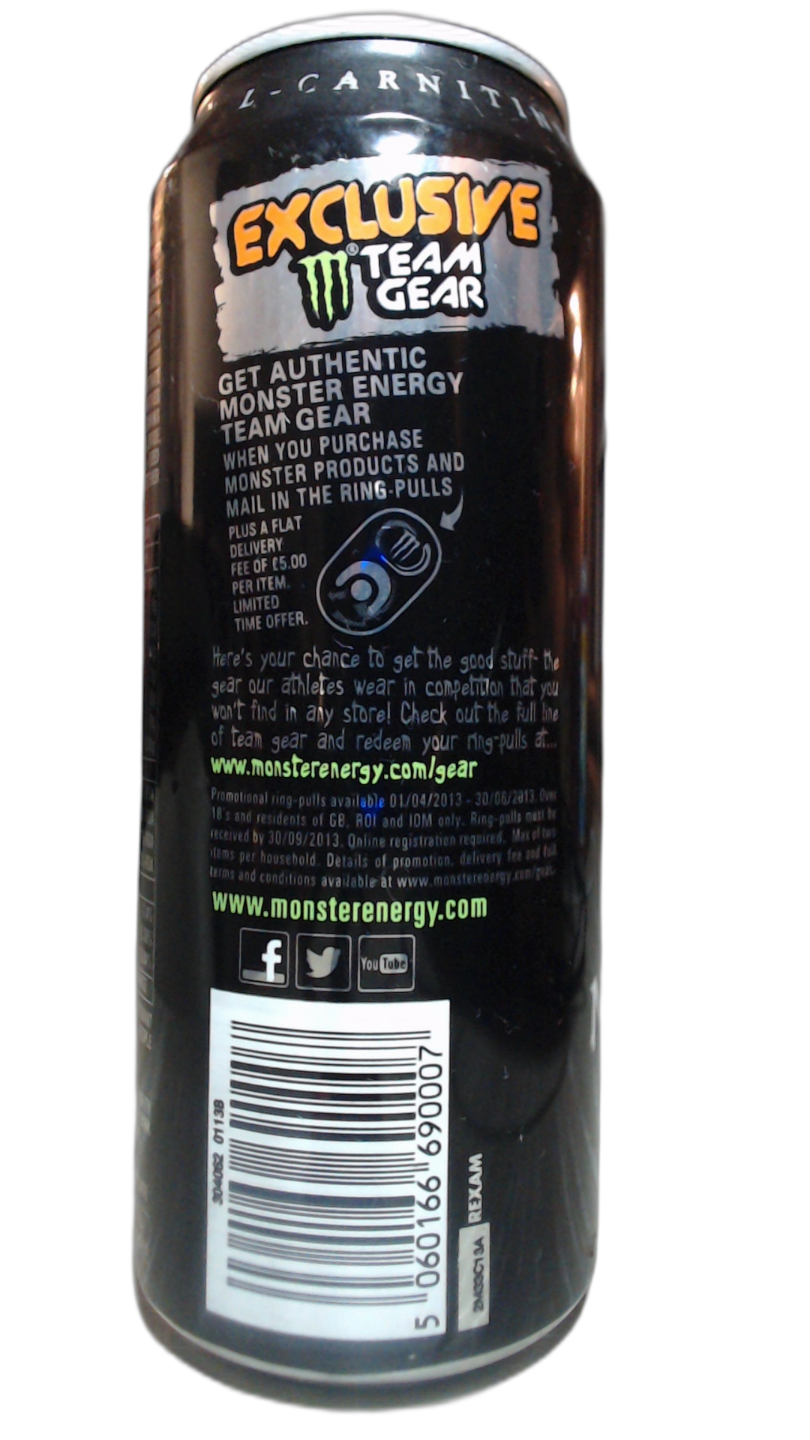 L-CARNITIN
EXCLUSIVE
® TEAM
GEAR
GET AUTHENTIC
MONSTER ENERGY
TEAM GEAR
WHEN YOU PURCHASE
MONSTER PRODUCTS AND
MAIL IN THE RING-PULLS
PLUS A FLAT
DELIVERY
FEE OF £5.00
PER ITEM.
LIMITED
TIME OFFER.
Here's your chance to get the good stuff- the
gear our athletes wear in competition that you
won't find in any store! Check out the full line
of team gear and redeem your ring-pulls at...
www.monsterenergy.com/gear
Promotional ring-pulls available 01/04/2013 - 30/08/2013. Over
18's and residents of GB, ROI and IOM only. Ring-pulls must be
received by 30/09/2013. Online registration required. Max of two
items per household. Details of promotion, delivery fee and full
terms and conditions available at www.monsterenergy.com/gear.
www.monsterenergy.com
f
You Tube
304062 0113B
5 060166 690007
REXAM
2M33C13A